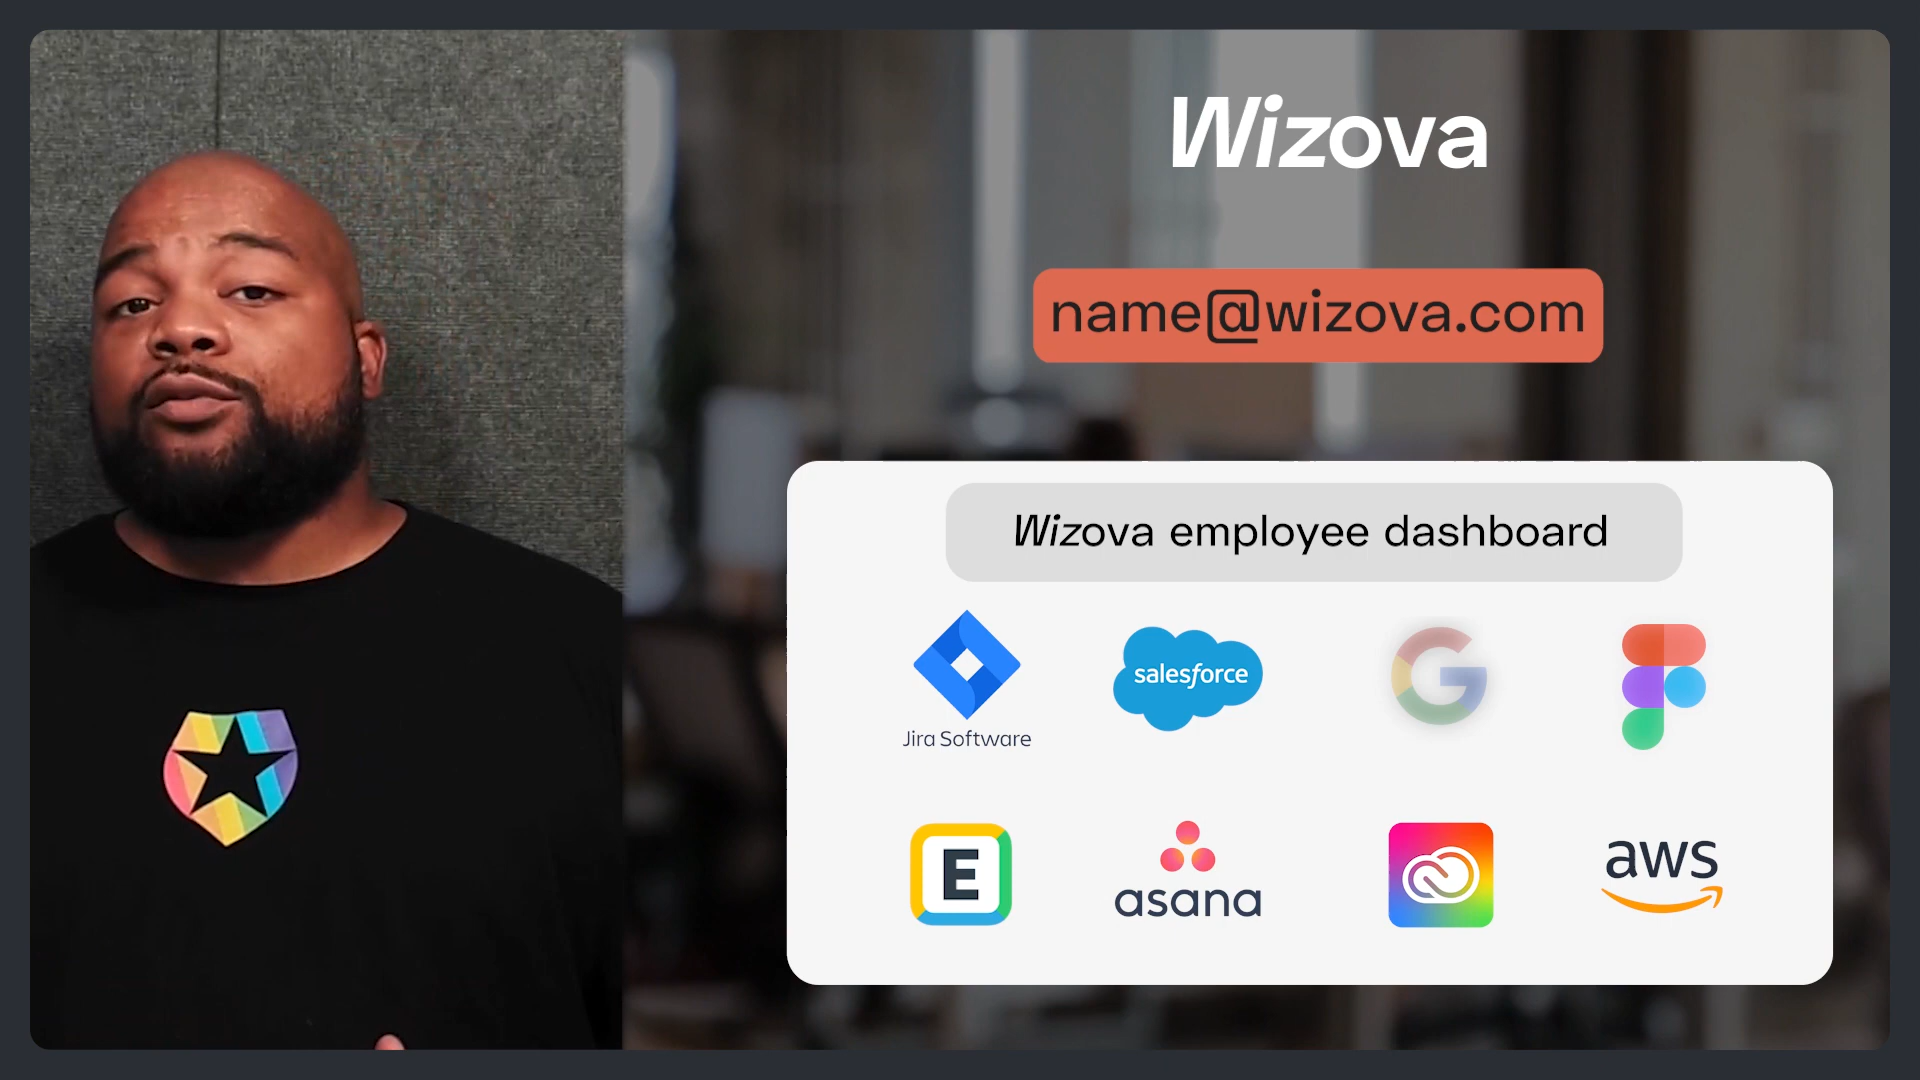 Wizova
name@wizova.com
Wizova employee dashboard
salesforce
G
Jira Software
E
aws
asana